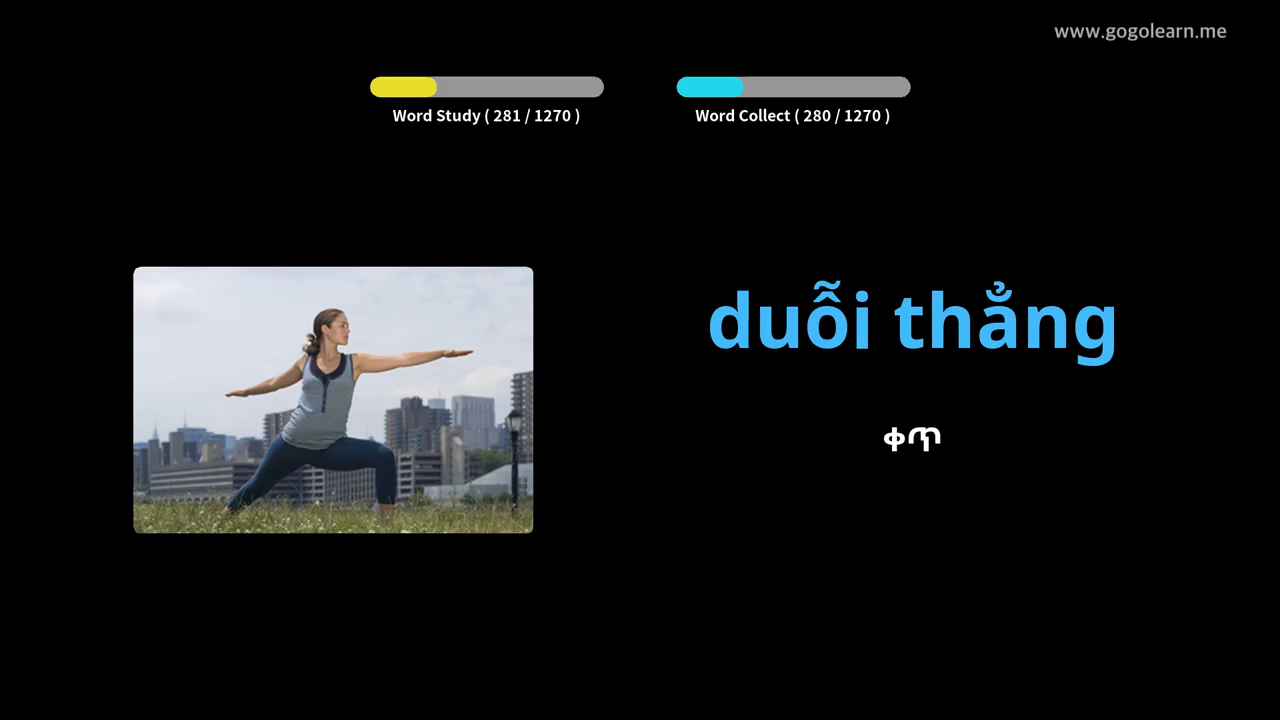 www.gogolearn.me
Word Study ( 281 / 1270 )
Word Collect ( 280 / 1270 )
duỗi thẳng
ቀጥ